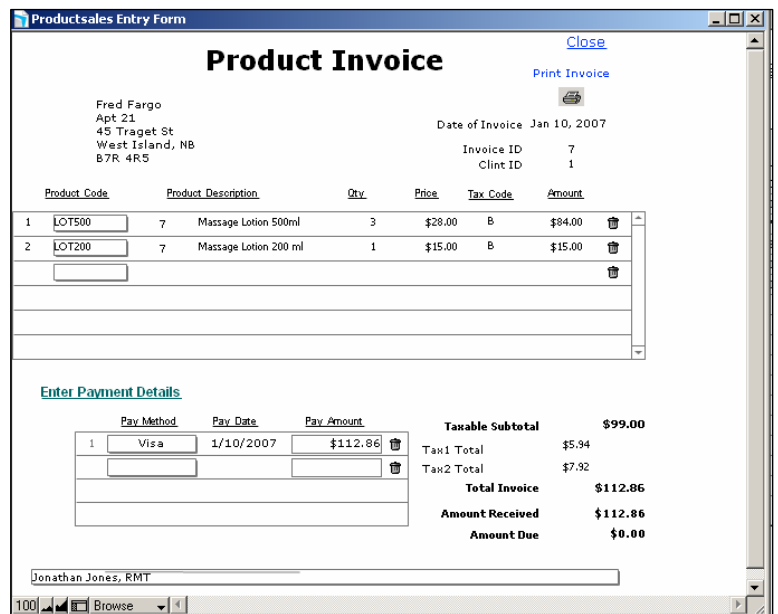 Productsales Entry Form
Close
Product Invoice
Print Invoice
Fred Fargo
Apt 21
45 Traget St
West Island, NB
B7R 4R5
Date of Invoice Jan 10, 2007
Invoice ID 7
Clint ID 1
Product Code Product Description Qty Price Tax Code Amount
1 LOT500 7 Massage Lotion 500ml 3 $28.00 B $84.00
2 LOT200 7 Massage Lotion 200 ml 1 $15.00 B $15.00
Enter Payment Details
Pay Method Pay Date Pay Amount
1 Visa 1/10/2007 $112.86
Taxable Subtotal $99.00
Tax1 Total $5.94
Tax2 Total $7.92
Total Invoice $112.86
Amount Received $112.86
Amount Due $0.00
Jonathan Jones, RMT
100 Browse